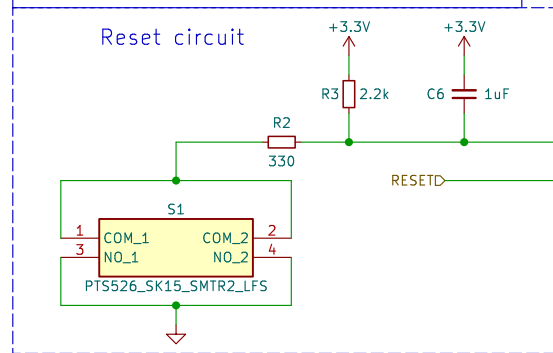 Reset circuit
+3.3V
+3.3V
R3 2.2k
C6 1uF
R2
330
RESET
S1
1 COM_1 COM_2 2
3 NO_1 NO_2 4
PTS526_SK15_SMTR2_LFS